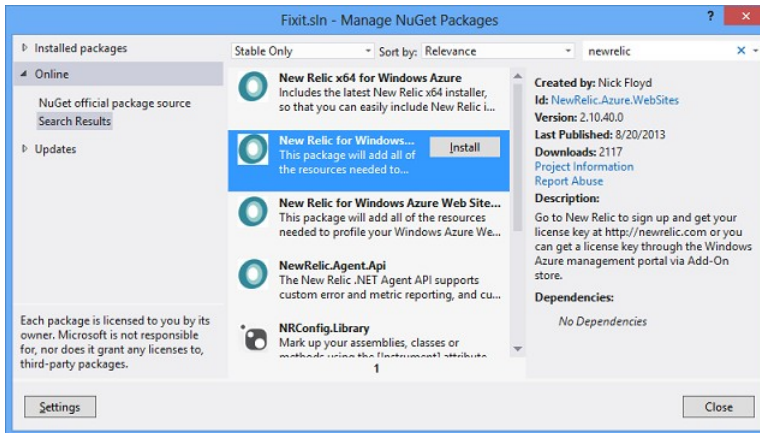 Fixit.sln - Manage NuGet Packages
?
×
Installed packages
Online
NuGet official package source
Search Results
Updates
Each package is licensed to you by its
owner. Microsoft is not responsible
for, nor does it grant any licenses to,
third-party packages.
Settings
Stable Only
Sort by: Relevance
New Relic x64 for Windows Azure
Includes the latest New Relic x64 installer,
so that you can easily include New Relic i...
New Relic for Windows...
This package will add all of
the resources needed to...
Install
New Relic for Windows Azure Web Site...
This package will add all of the resources
needed to profile your Windows Azure We...
NewRelic.Agent.Api
The New Relic .NET Agent API supports
custom error and metric reporting, and cu...
NRConfig.Library
Mark up your assemblies, classes or
methods using the [Instrument] attribute
1
newrelic
×
Created by: Nick Floyd
Id: NewRelic.Azure.WebSites
Version: 2.10.40.0
Last Published: 8/20/2013
Downloads: 2117
Project Information
Report Abuse
Description:
Go to New Relic to sign up and get your
license key at http://newrelic.com or you
can get a license key through the Windows
Azure management portal via Add-On
store.
Dependencies:
No Dependencies
Close